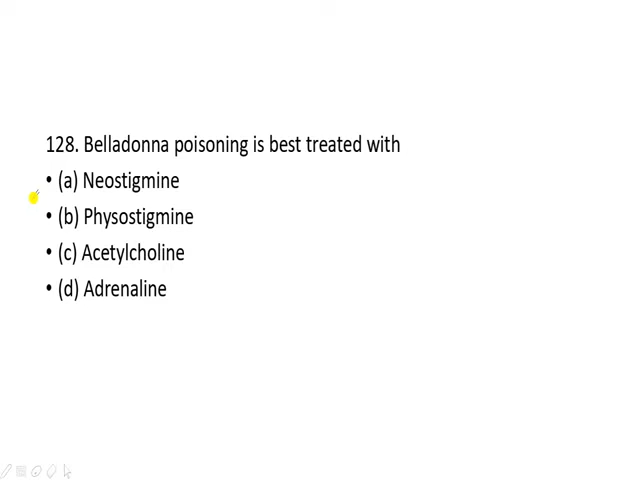 128. Belladonna poisoning is best treated with
• (a) Neostigmine
• (b) Physostigmine
• (c) Acetylcholine
• (d) Adrenaline